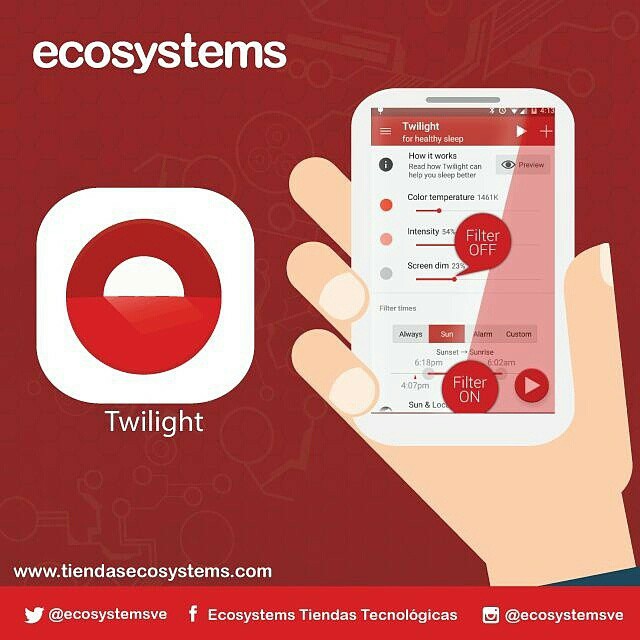 ecosystems
4:13
Twilight
for healthy sleep
How it works
Read how Twilight can
help you sleep better
Preview
Color temperature 1461K
Intensity 54%
Filter
OFF
Screen dim 23%
Filter times
Always Sun Alarm Custom
Sunset → Sunrise
6:18pm 6:02am
4:07pm
Filter
ON
Sun &
Twilight
www.tiendasecosystems.com
@ecosystemsve Ecosystems Tiendas Tecnológicas @ecosystemsve